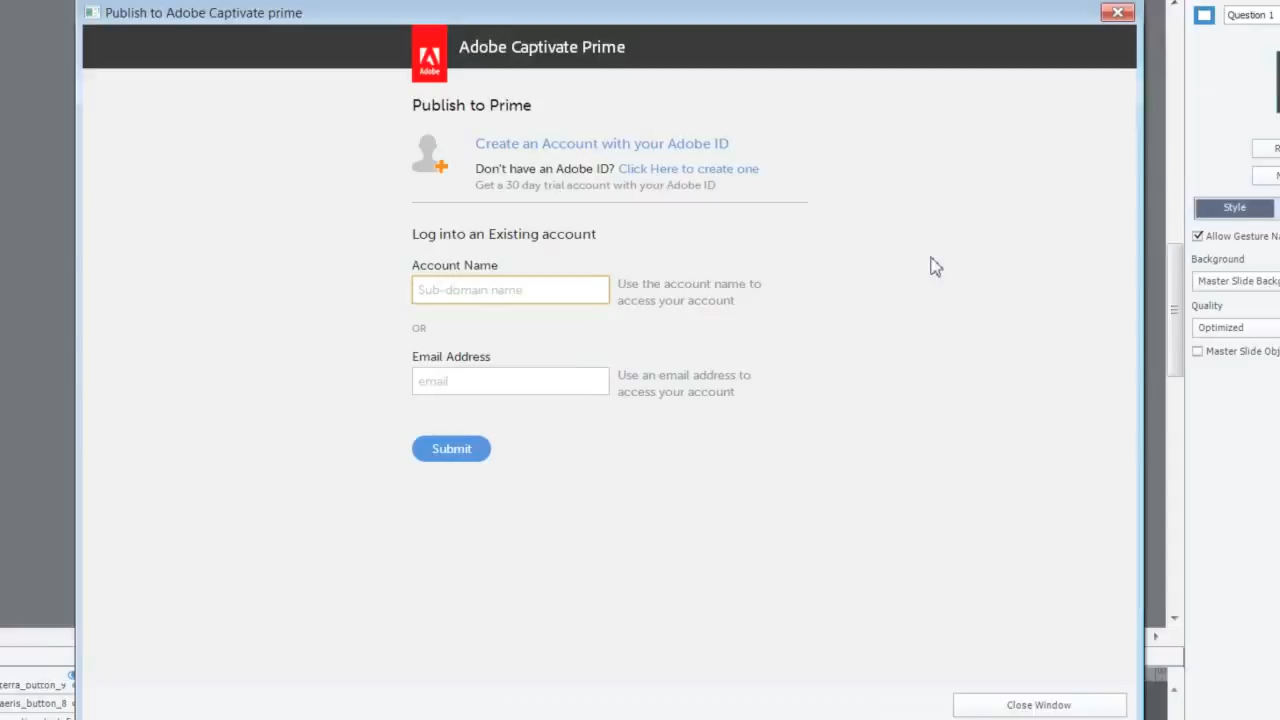 Publish to Adobe Captivate prime
Question 1
Adobe
Adobe Captivate Prime
Publish to Prime
Create an Account with your Adobe ID
Don't have an Adobe ID? Click Here to create one
Get a 30 day trial account with your Adobe ID
Log into an Existing account
Account Name
Sub-domain name
Use the account name to
access your account
OR
Email Address
email
Use an email address to
access your account
Submit
Close Window
Style
Allow Gesture Na
Background
Master Slide Backg
Quality
Optimized
Master Slide Obj
terra_button_9
aeris_button_8